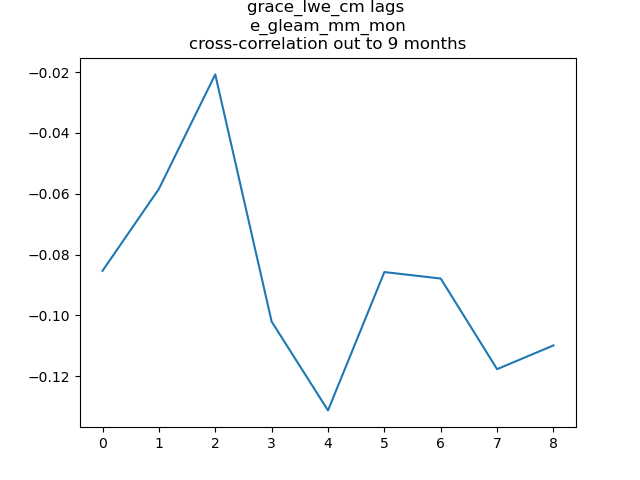 grace_lwe_cm lags
e_gleam_mm_mon
cross-correlation out to 9 months
−0.02
−0.04
−0.06
−0.08
−0.10
−0.12
0 1 2 3 4 5 6 7 8